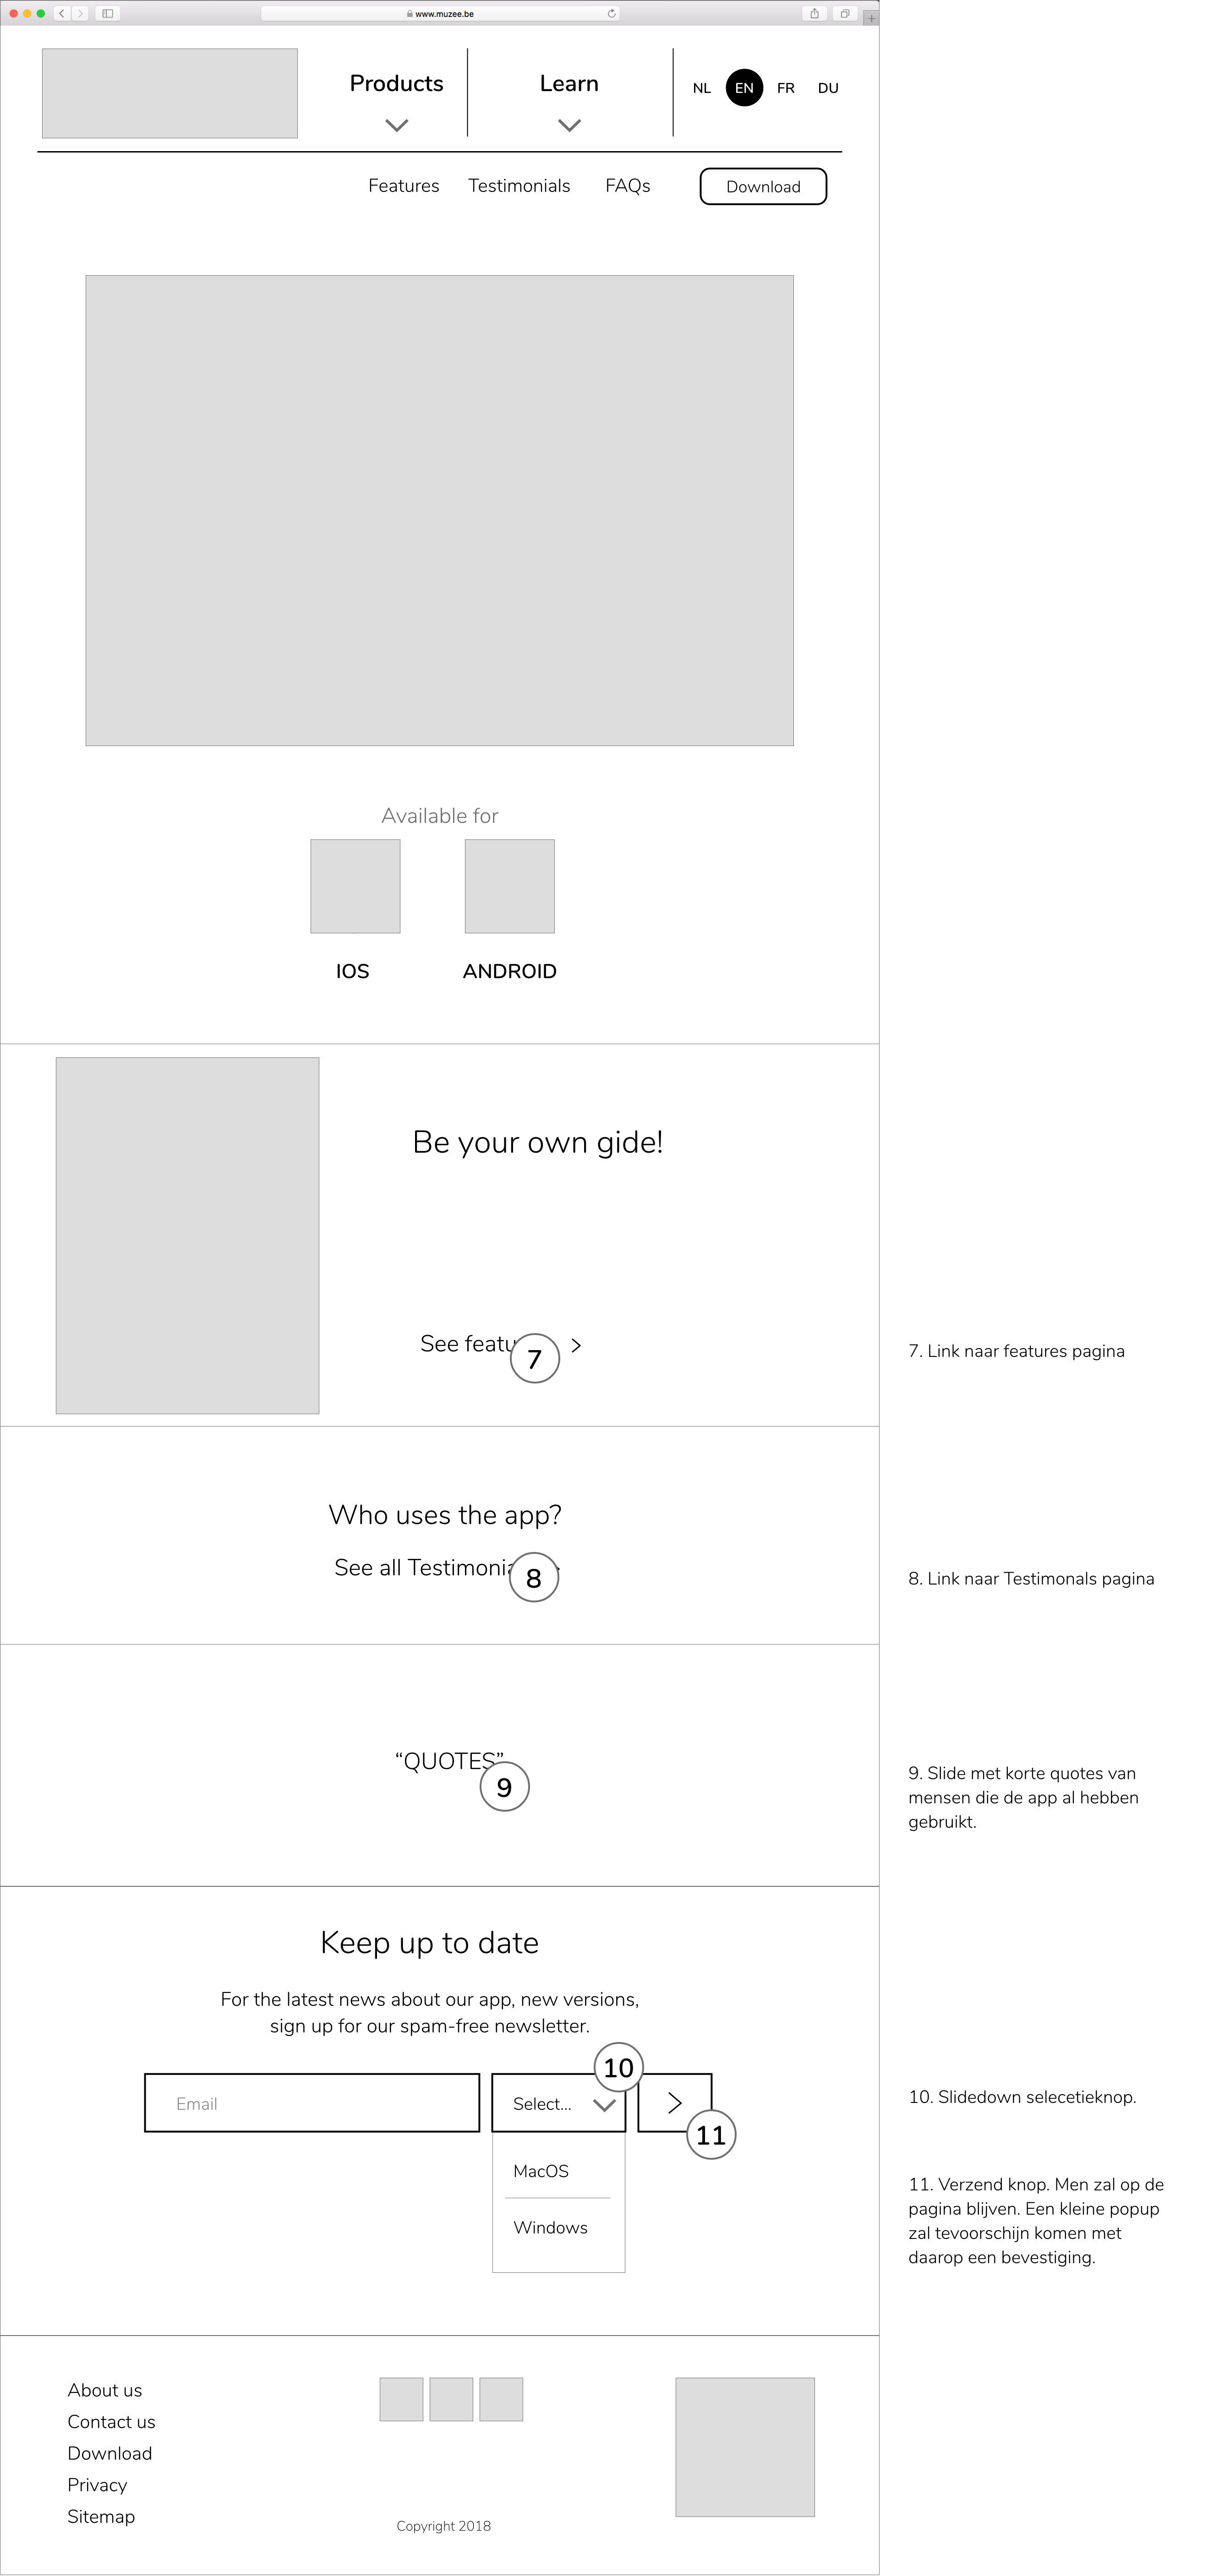 www.muzee.be
Products
Learn
NL
EN
FR
DU
Features
Testimonials
FAQs
Download
Available for
IOS
ANDROID
Be your own gide!
See
7
7. Link naar features pagina
Who uses the app?
See all
8
8. Link naar Testimonals pagina
“QUOTES”
9
9. Slide met korte quotes van
mensen die de app al hebben
gebruikt.
Keep up to date
For the latest news about our app, new versions,
sign up for our spam-free newsletter.
Email
Select...
10
11
MacOS
Windows
10. Slidedown selecetieknop.
11. Verzend knop. Men zal op de
pagina blijven. Een kleine popup
zal tevoorschijn komen met
daarop een bevestiging.
About us
Contact us
Download
Privacy
Sitemap
Copyright 2018